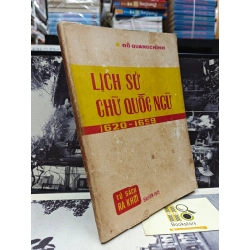 ĐỖ QUANG CHÍNH
LỊCH SỬ
CHỮ QUỐC NGỮ
1620-1659
TỦ SÁCH
RA KHƠI